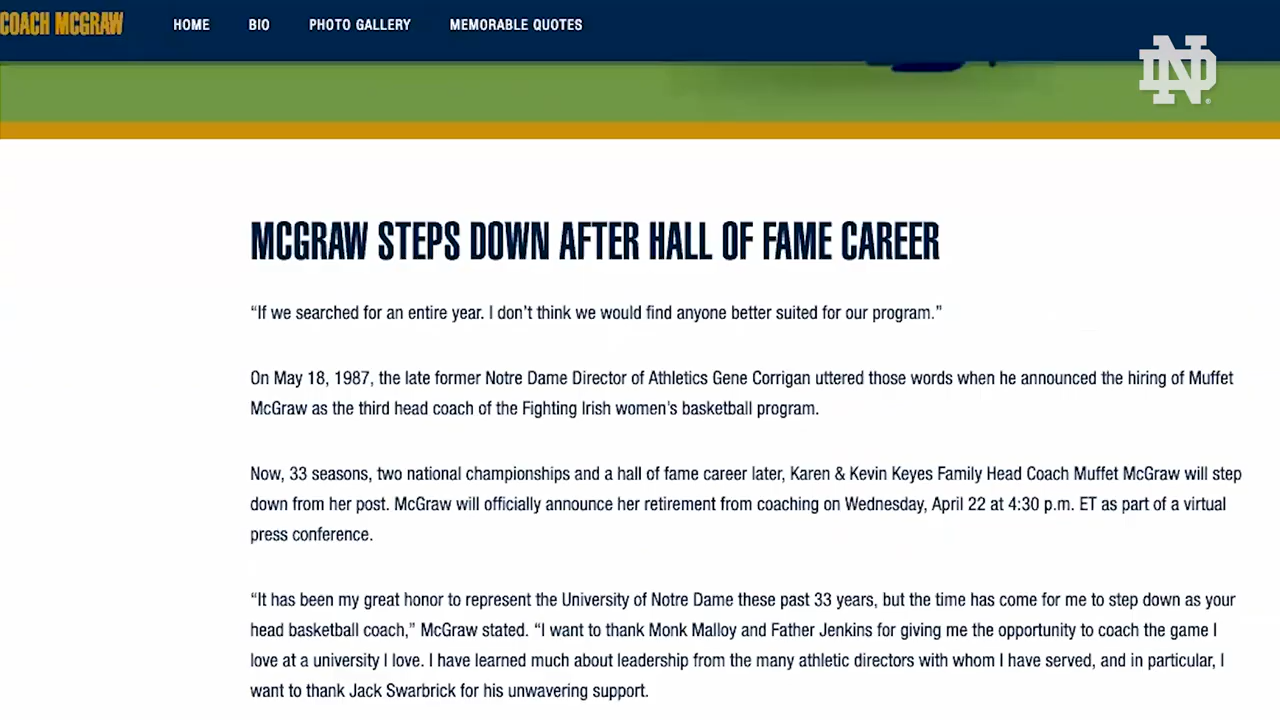 COACH MCGRAW
HOME
BIO
PHOTO GALLERY
MEMORABLE QUOTES
ND
MCGRAW STEPS DOWN AFTER HALL OF FAME CAREER
“If we searched for an entire year. I don’t think we would find anyone better suited for our program.”
On May 18, 1987, the late former Notre Dame Director of Athletics Gene Corrigan uttered those words when he announced the hiring of Muffet
McGraw as the third head coach of the Fighting Irish women's basketball program.
Now, 33 seasons, two national championships and a hall of fame career later, Karen & Kevin Keyes Family Head Coach Muffet McGraw will step
down from her post. McGraw will officially announce her retirement from coaching on Wednesday, April 22 at 4:30 p.m. ET as part of a virtual
press conference.
“It has been my great honor to represent the University of Notre Dame these past 33 years, but the time has come for me to step down as your
head basketball coach,” McGraw stated. “I want to thank Monk Malloy and Father Jenkins for giving me the opportunity to coach the game I
love at a university I love. I have learned much about leadership from the many athletic directors with whom I have served, and in particular, I
want to thank Jack Swarbrick for his unwavering support.